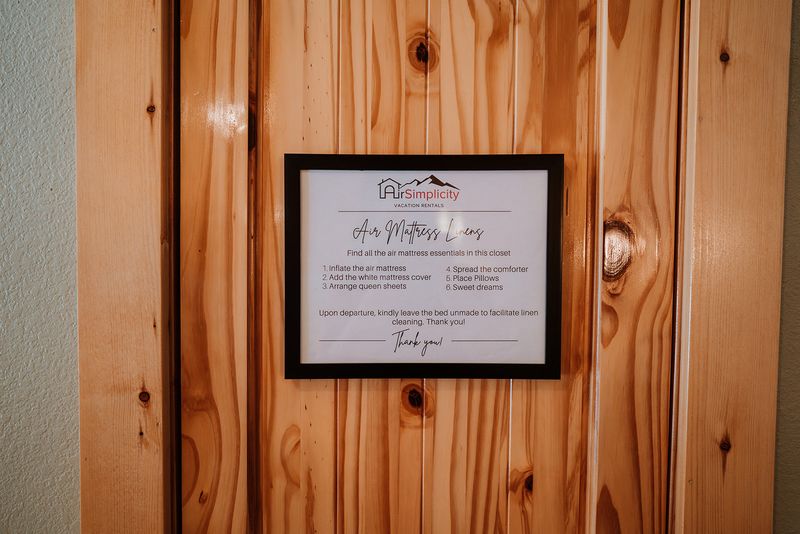 AirSimplicity
VACATION RENTALS
Air Mattress Linens
Find all the air mattress essentials in this closet
1. Inflate the air mattress
2. Add the white mattress cover
3. Arrange queen sheets
4. Spread the comforter
5. Place Pillows
6. Sweet dreams
Upon departure, kindly leave the bed unmade to facilitate linen
cleaning. Thank you!
Thank you!